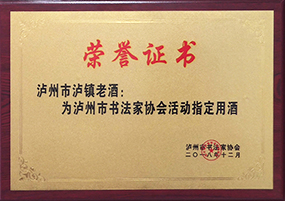 荣誉证书
泸州市泸镇老酒：
为泸州市书法家协会活动指定用酒
泸州市书法家协会
二〇一八年十二月